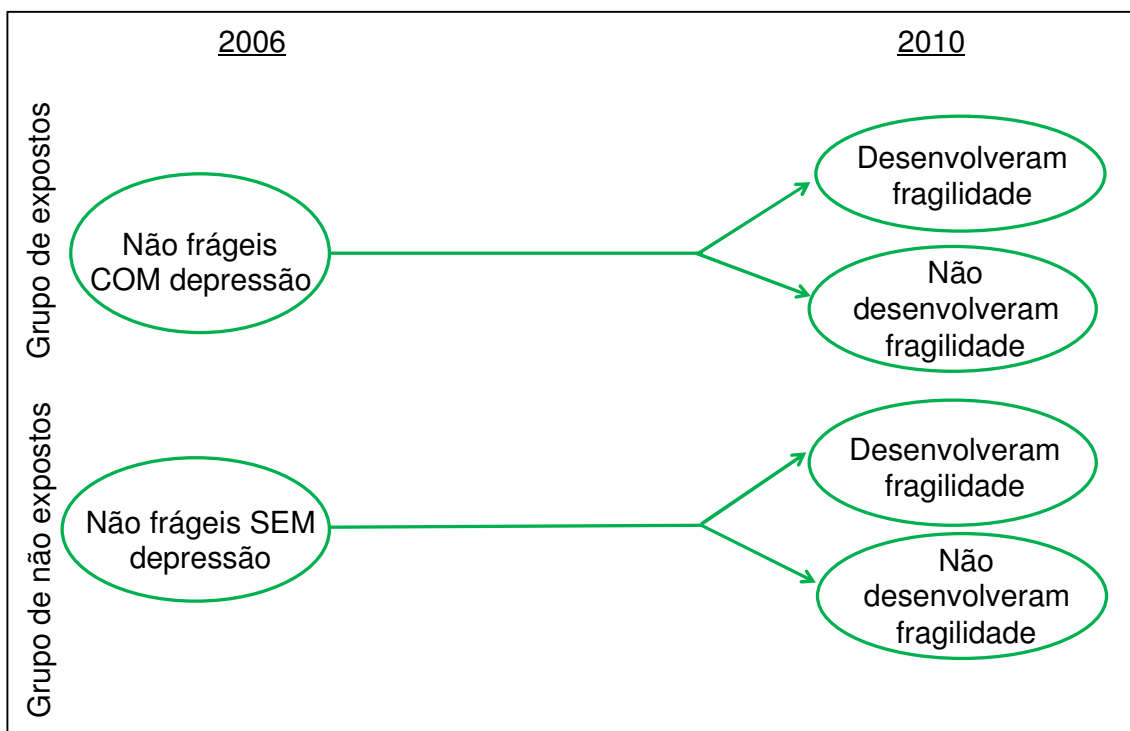 2006
2010
Grupo de expostos
Não frágeis
COM depressão
Desenvolveram
fragilidade
Não
desenvolveram
fragilidade
Grupo de não expostos
Não frágeis SEM
depressão
Desenvolveram
fragilidade
Não
desenvolveram
fragilidade